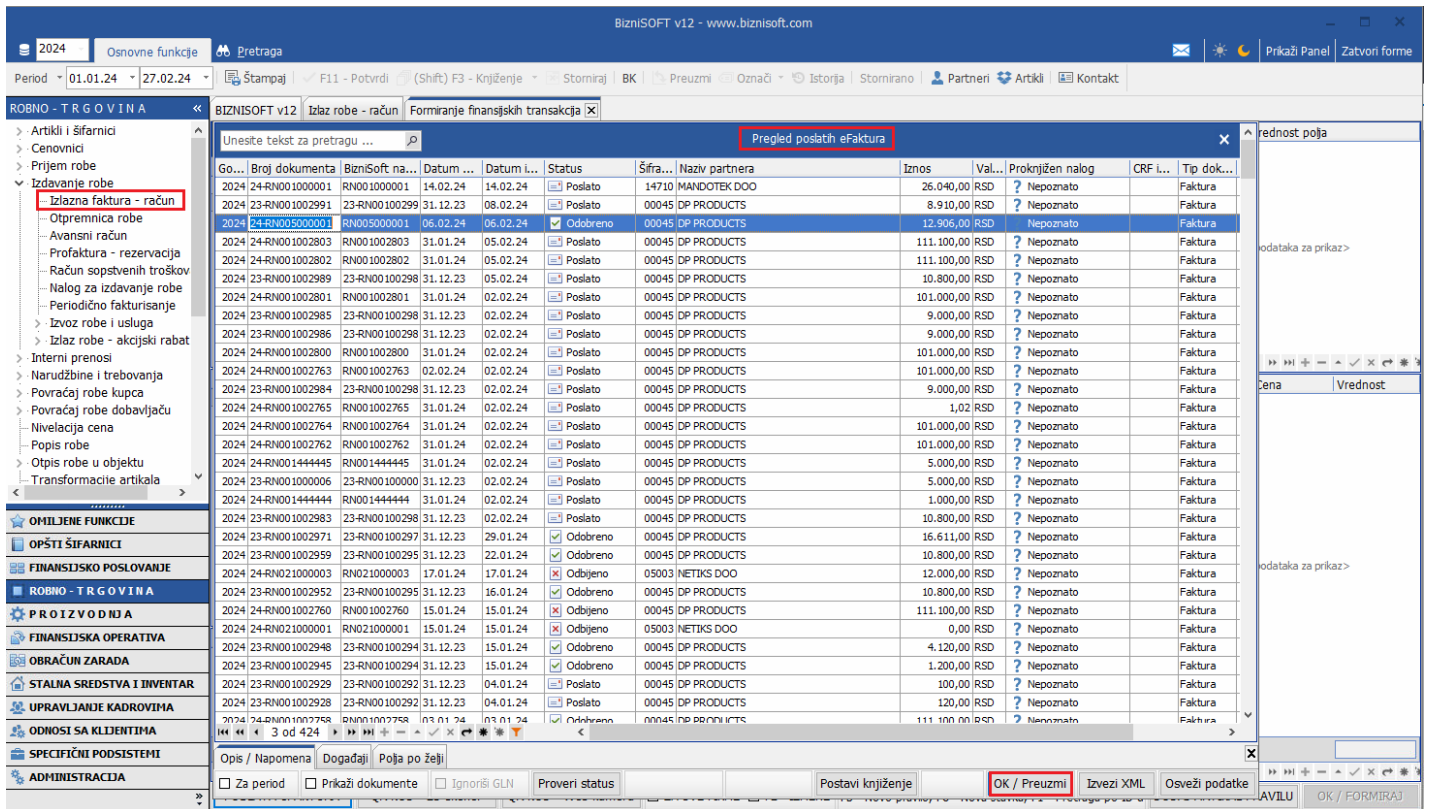 BizniSOFT v12 - www.biznisoft.com
2024 Osnovne funkcije Pretraga Prikaži Panel Zatvori forme
Period 01.01.24 27.02.24 Štampaj F11 - Potvrdi (Shift) F3 - Knjiženje Storniraj BK Preuzmi Označi Istorija Stornirano Partneri Artikli Kontakt
ROBNO - T R G O V I N A «
Artikli i šifarnici
Cenovnici
Prijem robe
Izdavanje robe
Izlazna faktura - račun
Otpremnica robe
Avansni račun
Profaktura - rezervacija
Račun sopstvenih troškov
Nalog za izdavanje robe
Periodično fakturisanje
Izvoz robe i usluga
Izlaz robe - akcijski rabat
Interni prenosi
Narudžbine i trebovanja
Povraćaj robe kupca
Povraćaj robe dobavljaču
Nivelacija cena
Popis robe
Otpis robe u objektu
Transformacije artikala
OMILJENE FUNKCIJE
OPŠTI ŠIFARNICI
FINANSIJSKO POSLOVANJE
ROBNO - T R G O V I N A
P R O I Z V O D NJ A
FINANSIJSKA OPERATIVA
OBRAČUN ZARADA
STALNA SREDSTVA I INVENTAR
UPRAVLJANJE KADROVIMA
ODNOSI SA KLIJENTIMA
SPECIFIČNI PODSISTEMI
ADMINISTRACIJA
BIZNISOFT v12 Izlaz robe - račun Formiranje finansijskih transakcija
Unesite tekst za pretragu ... Pregled poslatih eFaktura
Go... Broj dokumenta BizniSoft na... Datum ... Datum i... Status Šifra... Naziv partnera Iznos Val... Proknjižen nalog CRF i... Tip dok...
2024 24-RN001000001 RN001000001 14.02.24 14.02.24 Poslato 14710 MANDOTEK DOO 26.040,00 RSD ? Nepoznato Faktura
2024 23-RN001002991 23-RN00100299 31.12.23 08.02.24 Poslato 00045 DP PRODUCTS 8.910,00 RSD ? Nepoznato Faktura
2024 24-RN005000001 RN005000001 06.02.24 06.02.24 Odobreno 00045 DP PRODUCTS 12.906,00 RSD Nepoznato Faktura
2024 24-RN001002803 RN001002803 31.01.24 05.02.24 Poslato 00045 DP PRODUCTS 111.100,00 RSD ? Nepoznato Faktura
2024 24-RN001002802 RN001002802 31.01.24 05.02.24 Poslato 00045 DP PRODUCTS 111.100,00 RSD ? Nepoznato Faktura
2024 23-RN001002989 23-RN00100298 31.12.23 05.02.24 Poslato 00045 DP PRODUCTS 10.800,00 RSD ? Nepoznato Faktura
2024 24-RN001002801 RN001002801 31.01.24 02.02.24 Poslato 00045 DP PRODUCTS 101.000,00 RSD ? Nepoznato Faktura
2024 23-RN001002985 23-RN00100298 31.12.23 02.02.24 Poslato 00045 DP PRODUCTS 9.000,00 RSD ? Nepoznato Faktura
2024 23-RN001002986 23-RN00100298 31.12.23 02.02.24 Poslato 00045 DP PRODUCTS 9.000,00 RSD ? Nepoznato Faktura
2024 24-RN001002800 RN001002800 31.01.24 02.02.24 Poslato 00045 DP PRODUCTS 101.000,00 RSD ? Nepoznato Faktura
2024 24-RN001002763 RN001002763 02.02.24 02.02.24 Poslato 00045 DP PRODUCTS 101.000,00 RSD ? Nepoznato Faktura
2024 23-RN001002984 23-RN00100298 31.12.23 02.02.24 Poslato 00045 DP PRODUCTS 9.000,00 RSD ? Nepoznato Faktura
2024 24-RN001002765 RN001002765 31.01.24 02.02.24 Poslato 00045 DP PRODUCTS 1,02 RSD ? Nepoznato Faktura
2024 24-RN001002764 RN001002764 31.01.24 02.02.24 Poslato 00045 DP PRODUCTS 101.000,00 RSD ? Nepoznato Faktura
2024 24-RN001002762 RN001002762 31.01.24 02.02.24 Poslato 00045 DP PRODUCTS 101.000,00 RSD ? Nepoznato Faktura
2024 24-RN001444445 RN001444445 31.01.24 02.02.24 Poslato 00045 DP PRODUCTS 5.000,00 RSD ? Nepoznato Faktura
2024 23-RN001000006 23-RN00100000 31.12.23 02.02.24 Poslato 00045 DP PRODUCTS 5.000,00 RSD ? Nepoznato Faktura
2024 24-RN001444444 RN001444444 31.01.24 02.02.24 Poslato 00045 DP PRODUCTS 1.000,00 RSD ? Nepoznato Faktura
2024 23-RN001002983 23-RN00100298 31.12.23 02.02.24 Poslato 00045 DP PRODUCTS 10.800,00 RSD ? Nepoznato Faktura
2024 23-RN001002971 23-RN00100297 31.12.23 29.01.24 Odobreno 00045 DP PRODUCTS 16.611,00 RSD ? Nepoznato Faktura
2024 23-RN001002959 23-RN00100295 31.12.23 22.01.24 Odobreno 00045 DP PRODUCTS 10.800,00 RSD ? Nepoznato Faktura
2024 24-RN021000003 RN021000003 17.01.24 17.01.24 Odbijeno 05003 NETIKS DOO 12.000,00 RSD ? Nepoznato Faktura
2024 23-RN001002952 23-RN00100295 31.12.23 16.01.24 Odobreno 00045 DP PRODUCTS 10.800,00 RSD ? Nepoznato Faktura
2024 24-RN001002760 RN001002760 15.01.24 15.01.24 Odbijeno 00045 DP PRODUCTS 111.100,00 RSD ? Nepoznato Faktura
2024 24-RN021000001 RN021000001 15.01.24 15.01.24 Odbijeno 05003 NETIKS DOO 0,00 RSD ? Nepoznato Faktura
2024 23-RN001002948 23-RN00100294 31.12.23 15.01.24 Odobreno 00045 DP PRODUCTS 4.120,00 RSD ? Nepoznato Faktura
2024 23-RN001002945 23-RN00100294 31.12.23 15.01.24 Odobreno 00045 DP PRODUCTS 1.200,00 RSD ? Nepoznato Faktura
2024 23-RN001002929 23-RN00100292 31.12.23 04.01.24 Poslato 00045 DP PRODUCTS 100,00 RSD ? Nepoznato Faktura
2024 23-RN001002928 23-RN00100292 31.12.23 04.01.24 Poslato 00045 DP PRODUCTS 120,00 RSD ? Nepoznato Faktura
2024 24-RN001002758 RN001002758 03.01.24 03.01.24 Odobreno 00045 DP PRODUCTS 111.100,00 RSD ? Nepoznato Faktura
3 od 424
Opis / Napomena Događaji Polja po želji
Za period Prikaži dokumente Ignoriši GLN Proveri status Postavi knjiženje OK / Preuzmi Izvezi XML Osveži podatke
rednost polja
podataka za prikaz>
Cena Vrednost
podataka za prikaz>
AVILU OK / FORMIRAJ